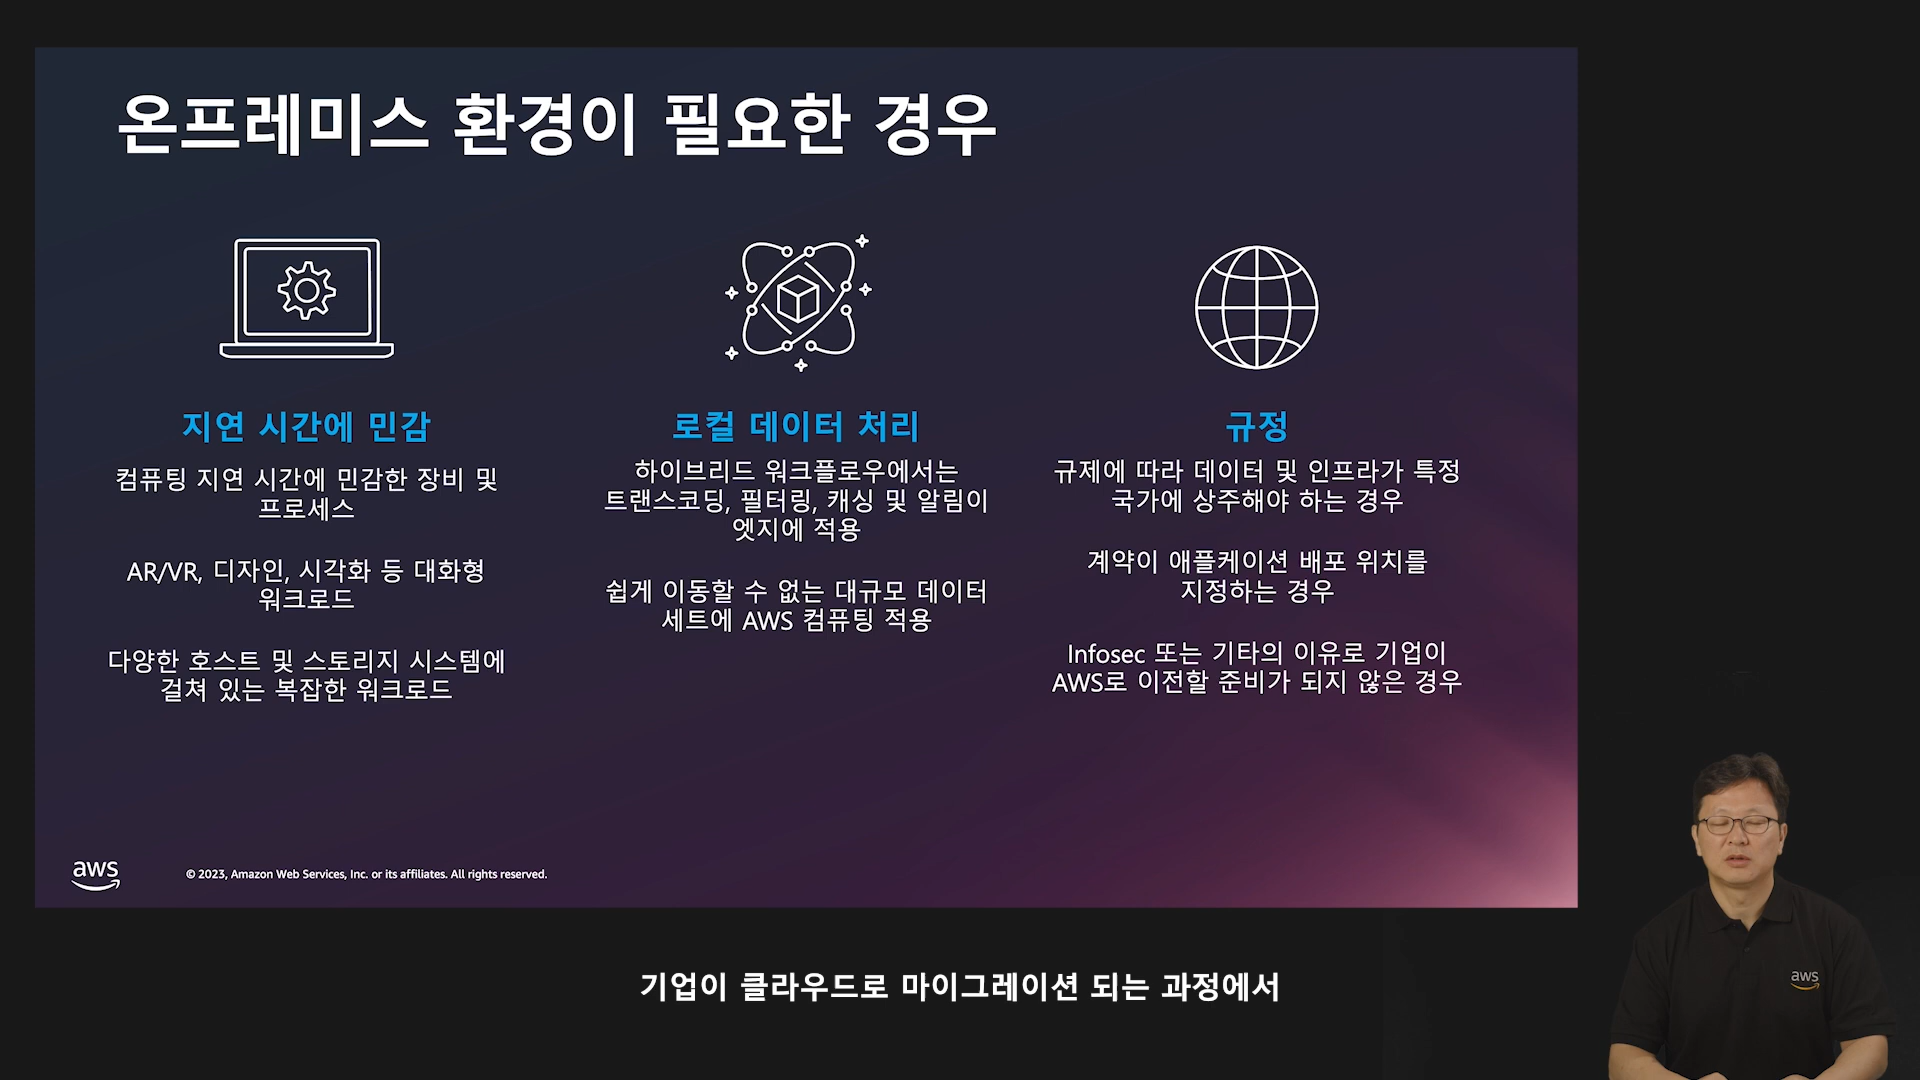 온프레미스 환경이 필요한 경우
지연 시간에 민감
컴퓨팅 지연 시간에 민감한 장비 및
프로세스
AR/VR, 디자인, 시각화 등 대화형
워크로드
다양한 호스트 및 스토리지 시스템에
걸쳐 있는 복잡한 워크로드
로컬 데이터 처리
하이브리드 워크플로우에서는
트랜스코딩, 필터링, 캐싱 및 알림이
엣지에 적용
쉽게 이동할 수 없는 대규모 데이터
세트에 AWS 컴퓨팅 적용
규정
규제에 따라 데이터 및 인프라가 특정
국가에 상주해야 하는 경우
계약이 애플케이션 배포 위치를
지정하는 경우
Infosec 또는 기타의 이유로 기업이
AWS로 이전할 준비가 되지 않은 경우
aws
© 2023, Amazon Web Services, Inc. or its affiliates. All rights reserved.
aws
기업이 클라우드로 마이그레이션 되는 과정에서